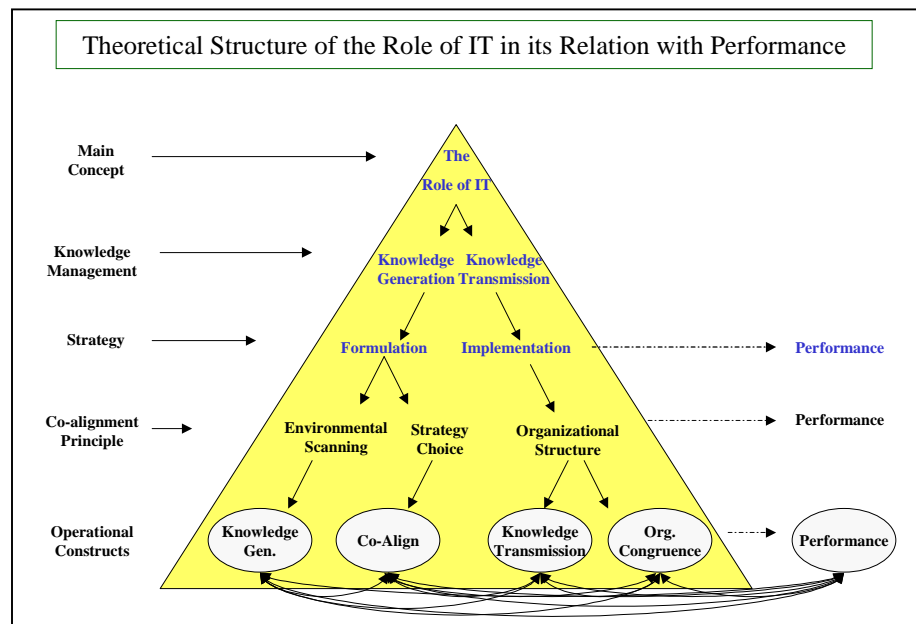 Theoretical Structure of the Role of IT in its Relation with Performance
Main
Concept
The
Role of IT
Knowledge
Management
Knowledge
Generation
Knowledge
Transmission
Strategy
Formulation
Implementation
Performance
Co-alignment
Principle
Environmental
Scanning
Strategy
Choice
Organizational
Structure
Performance
Operational
Constructs
Knowledge
Gen.
Co-Align
Knowledge
Transmission
Org.
Congruence
Performance